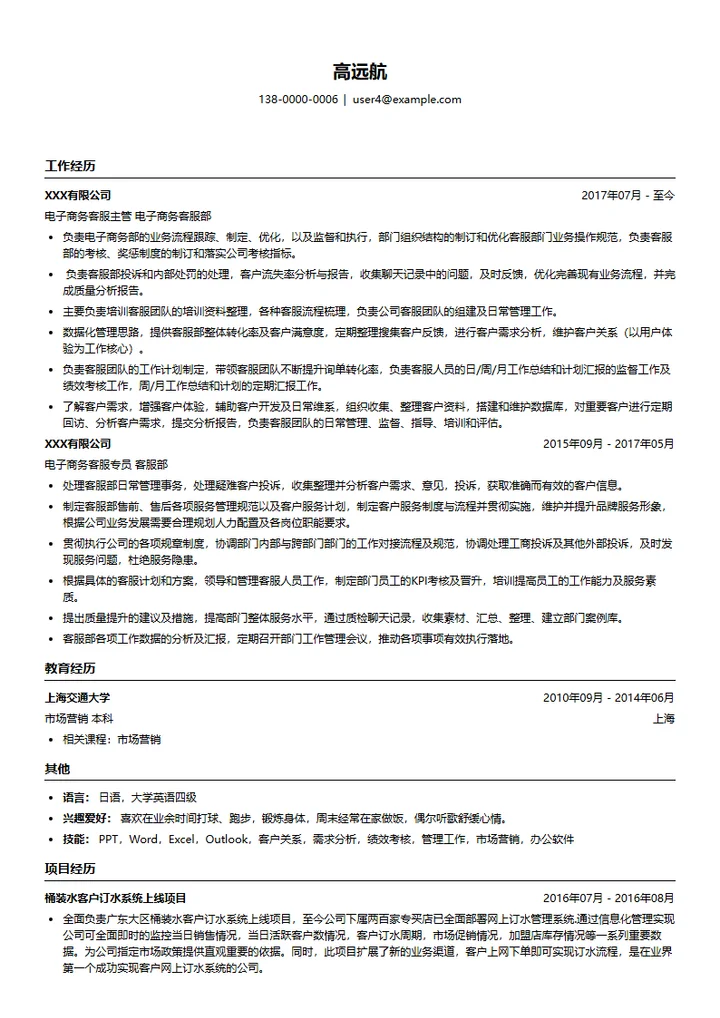 高远航
138-0000-0006 | user4@example.com
工作经历
XXX有限公司 2017年07月 - 至今
电子商务客服主管 电子商务客服部
• 负责电子商务部的业务流程跟踪、制定、优化，以及监督和执行，部门组织结构的制订和优化客服部门业务操作规范，负责客服
部的考核、奖惩制度的制订和落实公司考核指标。
• 负责客服部投诉和内部处罚的处理，客户流失率分析与报告，收集聊天记录中的问题，及时反馈，优化完善现有业务流程，并完
成质量分析报告。
• 主要负责培训客服团队的培训资料整理，各种客服流程梳理，负责公司客服团队的组建及日常管理工作。
• 数据化管理思路，提供客服部整体转化率及客户满意度，定期整理搜集客户反馈，进行客户需求分析，维护客户关系（以用户体
验为工作核心）。
• 负责客服团队的工作计划制定，带领客服团队不断提升询单转化率，负责客服人员的日/周/月工作总结和计划汇报的监督工作及
绩效考核工作，周/月工作总结和计划的定期汇报工作。
• 了解客户需求，增强客户体验，辅助客户开发及日常维系，组织收集、整理客户资料，搭建和维护数据库，对重要客户进行定期
回访、分析客户需求，提交分析报告，负责客服团队的日常管理、监督、指导、培训和评估。
XXX有限公司 2015年09月 - 2017年05月
电子商务客服专员 客服部
• 处理客服部日常管理事务，处理疑难客户投诉，收集整理并分析客户需求、意见，投诉，获取准确而有效的客户信息。
• 制定客服部售前、售后各项服务管理规范以及客户服务计划，制定客户服务制度与流程并贯彻实施，维护并提升品牌服务形象，
根据公司业务发展需要合理规划人力配置及各岗位职能要求。
• 贯彻执行公司的各项规章制度，协调部门内部与跨部门部门的工作对接流程及规范，协调处理工商投诉及其他外部投诉，及时发
现服务问题，杜绝服务隐患。
• 根据具体的客服计划和方案，领导和管理客服人员工作，制定部门员工的KPI考核及晋升，培训提高员工的工作能力及服务素
质。
• 提出质量提升的建议及措施，提高部门整体服务水平，通过质检聊天记录，收集素材、汇总、整理、建立部门案例库。
• 客服部各项工作数据的分析及汇报，定期召开部门工作管理会议，推动各项事项有效执行落地。
教育经历
上海交通大学 2010年09月 - 2014年06月
市场营销 本科 上海
• 相关课程：市场营销
其他
• 语言： 日语，大学英语四级
• 兴趣爱好： 喜欢在业余时间打球、跑步，锻炼身体，周末经常在家做饭，偶尔听歌舒缓心情。
• 技能： PPT，Word，Excel，Outlook，客户关系，需求分析，绩效考核，管理工作，市场营销，办公软件
项目经历
桶装水客户订水系统上线项目 2016年07月 - 2016年08月
• 全面负责广东大区桶装水客户订水系统上线项目，至今公司下属两百家专买店已全面部署网上订水管理系统.通过信息化管理实现
公司可全面即时的监控当日销售情况，当日活跃客户数情况，客户订水周期，市场促销情况，加盟店库存情况等一系列重要数
据。为公司指定市场政策提供直观重要的依据。同时，此项目扩展了新的业务渠道，客户上网下单即可实现订水流程，是在业界
第一个成功实现客户网上订水系统的公司。